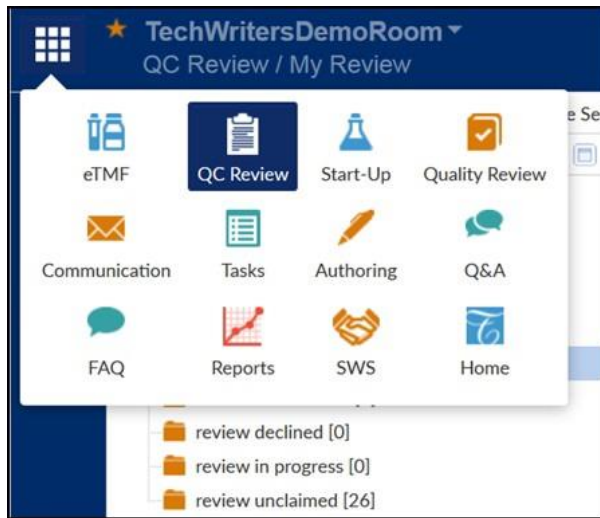 TechWritersDemoRoom
QC Review / My Review
e Se
eTMF QC Review Start-Up Quality Review
Communication Tasks Authoring Q&A
FAQ Reports SWS Home
review declined [0]
review in progress [0]
review unclaimed [26]